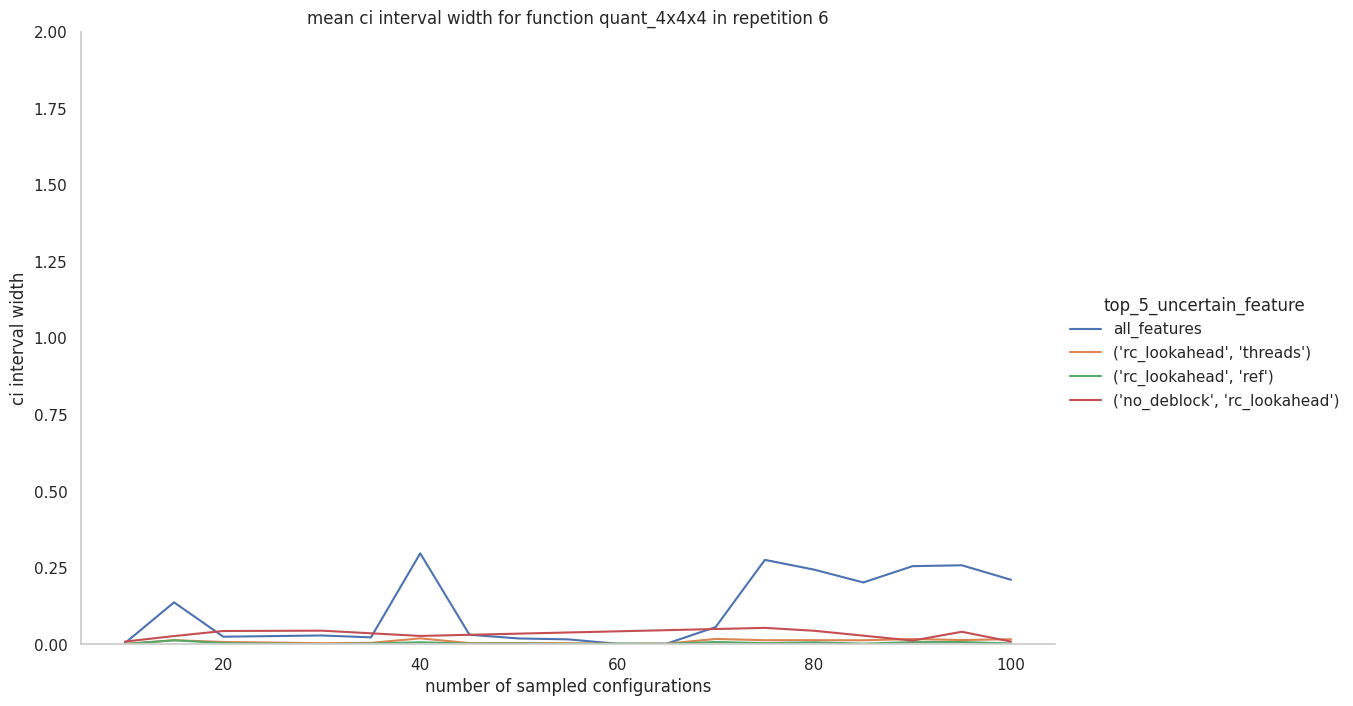 mean ci interval width for function quant_4x4x4 in repetition 6
2.00
1.75
1.50
1.25
1.00
0.75
0.50
0.25
0.00
ci interval width
20
40
60
80
100
number of sampled configurations
top_5_uncertain_feature
all_features
('rc_lookahead', 'threads')
('rc_lookahead', 'ref')
('no_deblock', 'rc_lookahead')